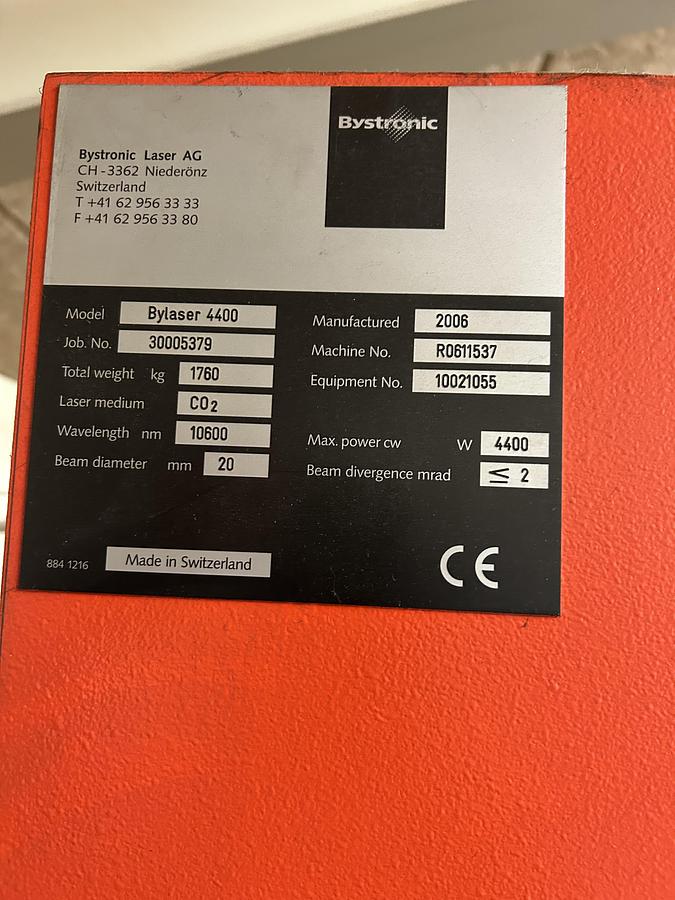 Bystronic
Bystronic Laser AG
CH-3362 Niederönz
Switzerland
T +41 62 956 33 33
F +41 62 956 33 80
Model Bylaser 4400
Job. No. 30005379
Total weight kg 1760
Laser medium CO2
Wavelength nm 10600
Beam diameter mm 20
Manufactured 2006
Machine No. R0611537
Equipment No. 10021055
Max. power cw W 4400
Beam divergence mrad ≤ 2
884 1216 Made in Switzerland
CE